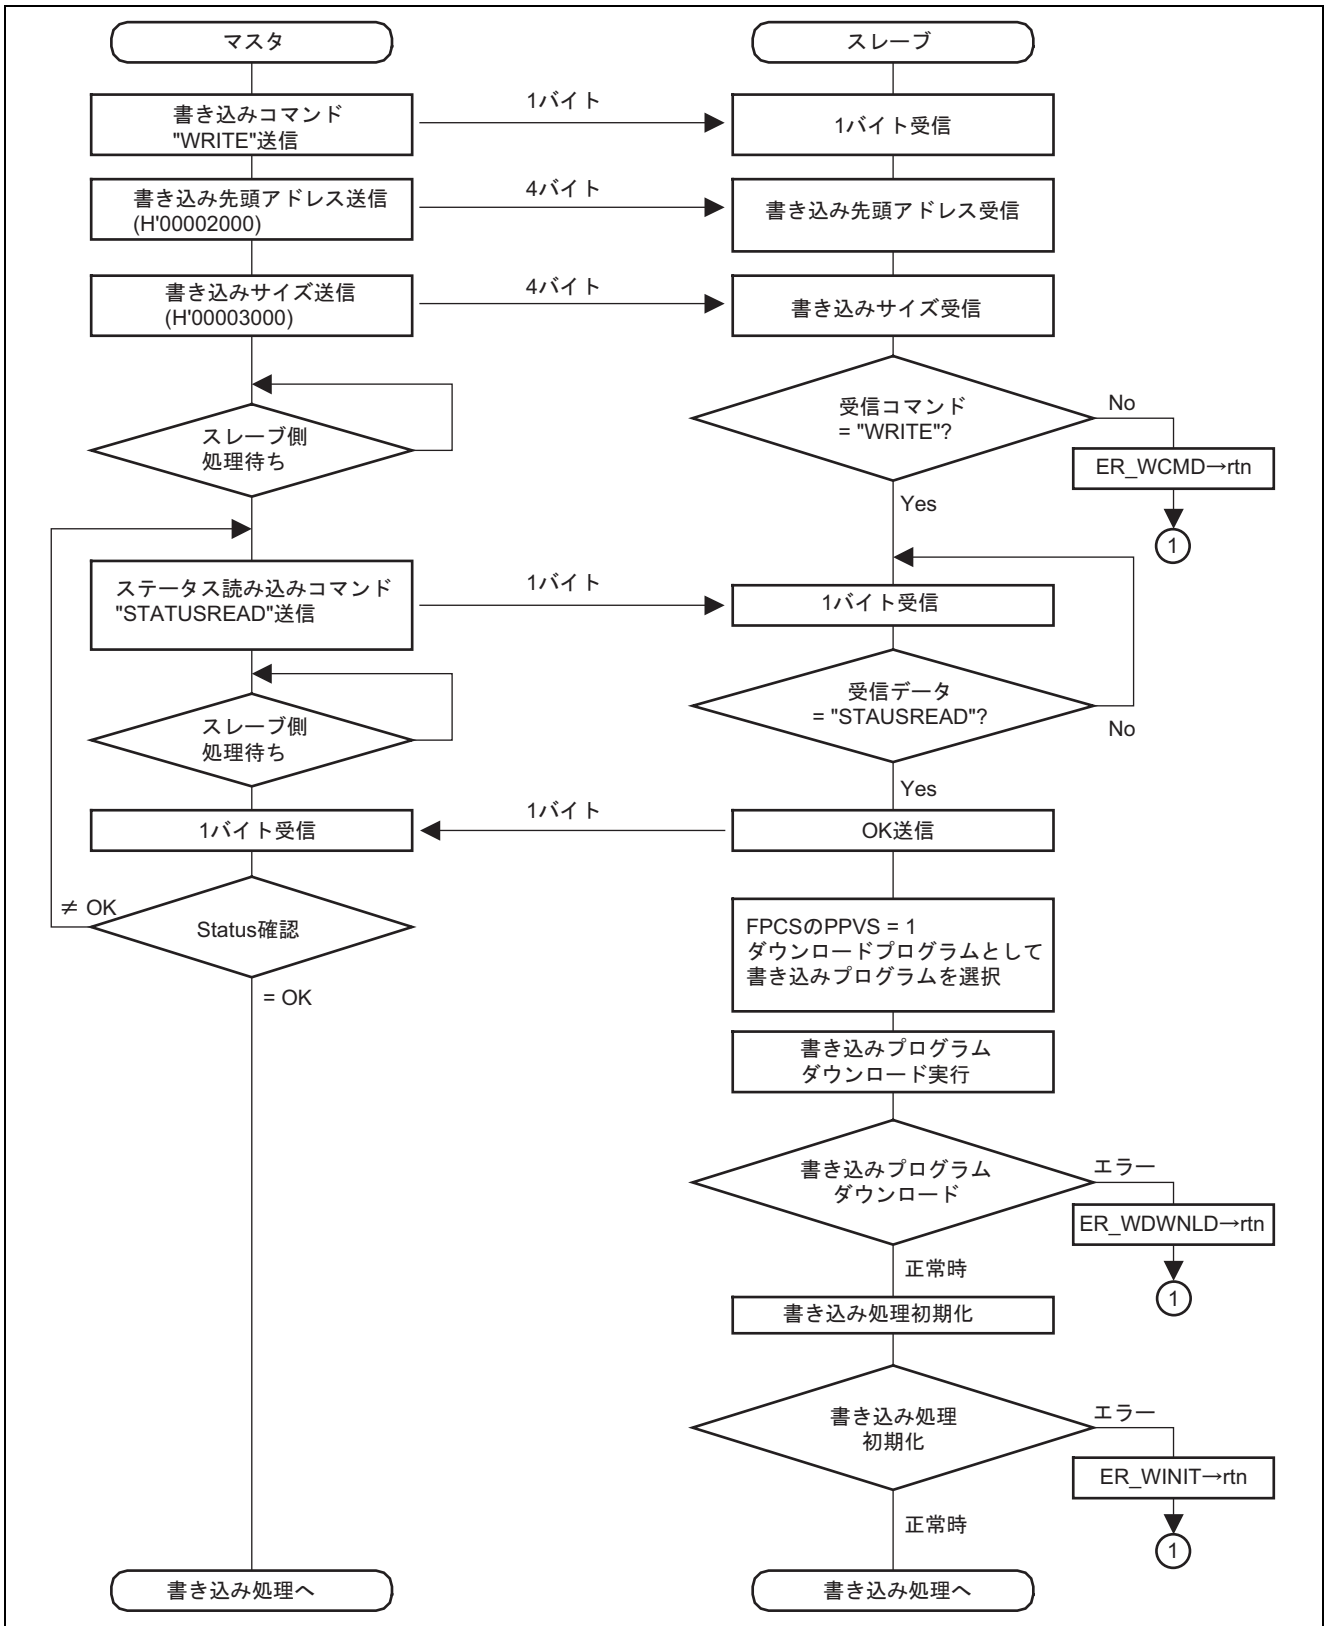 マスタ
スレーブ
書き込みコマンド
"WRITE"送信
1バイト
1バイト受信
書き込み先頭アドレス送信
(H'00002000)
4バイト
書き込み先頭アドレス受信
書き込みサイズ送信
(H'00003000)
4バイト
書き込みサイズ受信
スレーブ側
処理待ち
受信コマンド
= "WRITE"?
No
ER_WCMD→rtn
1
Yes
ステータス読み込みコマンド
"STATUSREAD"送信
1バイト
1バイト受信
スレーブ側
処理待ち
受信データ
= "STAUSREAD"?
No
Yes
1バイト受信
1バイト
OK送信
≠ OK
Status確認
= OK
FPCSのPPVS = 1
ダウンロードプログラムとして
書き込みプログラムを選択
書き込みプログラム
ダウンロード実行
書き込みプログラム
ダウンロード
エラー
ER_WDWNLD→rtn
1
正常時
書き込み処理初期化
書き込み処理
初期化
エラー
ER_WINIT→rtn
1
正常時
書き込み処理へ
書き込み処理へ